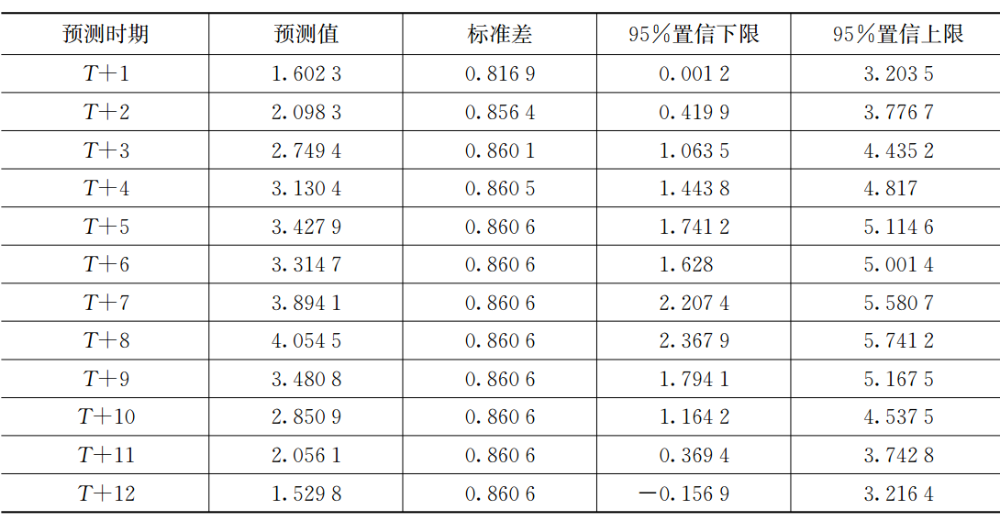 预测时期 预测值 标准差 95%置信下限 95%置信上限
T+1 1.602 3 0.816 9 0.001 2 3.203 5
T+2 2.098 3 0.856 4 0.419 9 3.776 7
T+3 2.749 4 0.860 1 1.063 5 4.435 2
T+4 3.130 4 0.860 5 1.443 8 4.817
T+5 3.427 9 0.860 6 1.741 2 5.114 6
T+6 3.314 7 0.860 6 1.628 5.001 4
T+7 3.894 1 0.860 6 2.207 4 5.580 7
T+8 4.054 5 0.860 6 2.367 9 5.741 2
T+9 3.480 8 0.860 6 1.794 1 5.167 5
T+10 2.850 9 0.860 6 1.164 2 4.537 5
T+11 2.056 1 0.860 6 0.369 4 3.742 8
T+12 1.529 8 0.860 6 −0.156 9 3.216 4